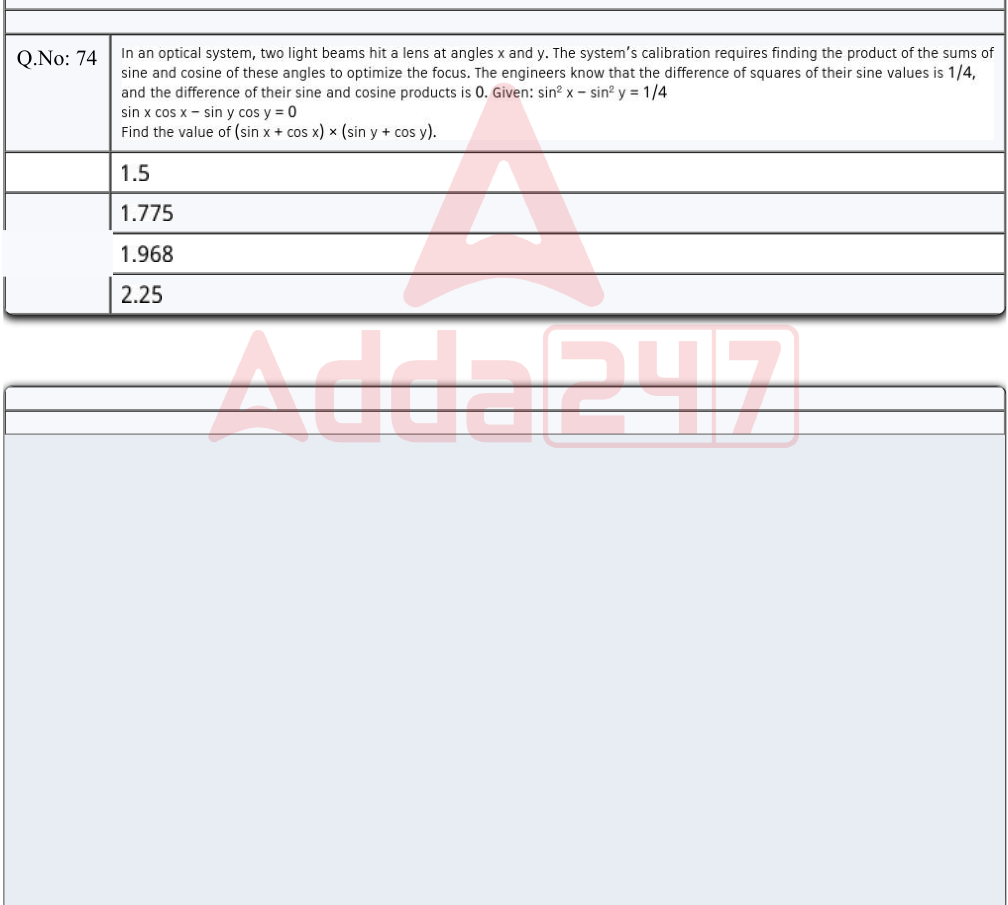 Q.No: 74
In an optical system, two light beams hit a lens at angles x and y. The system's calibration requires finding the product of the sums of
sine and cosine of these angles to optimize the focus. The engineers know that the difference of squares of their sine values is 1/4,
and the difference of their sine and cosine products is 0. Given: sin² x − sin² y = 1/4
sin x cos x − sin y cos y = 0
Find the value of (sin x + cos x) × (sin y + cos y).
1.5
1.775
1.968
2.25
Adda247